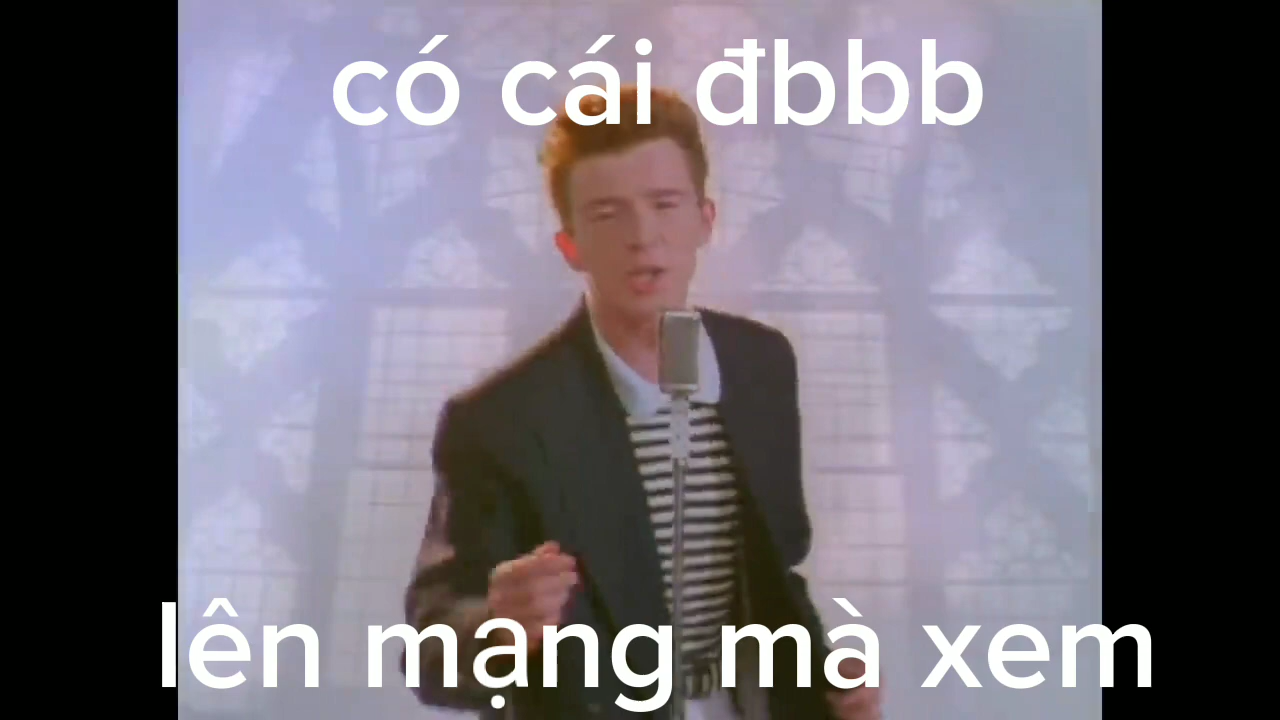 có cái đbbb
lên mạng mà xem